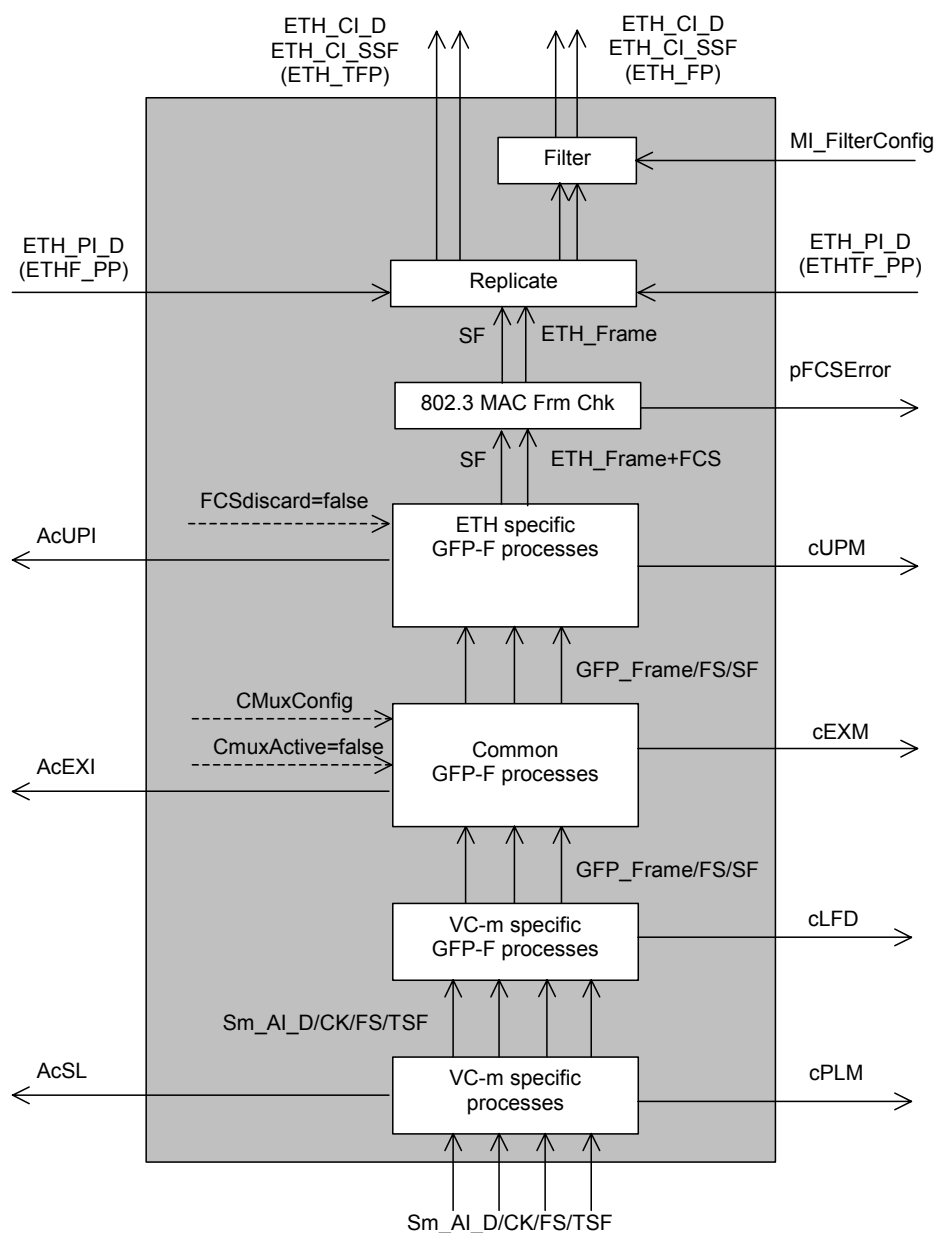 ETH_CI_D
ETH_CI_SSF
(ETH_TFP)
ETH_CI_D
ETH_CI_SSF
(ETH_FP)
Filter
MI_FilterConfig
ETH_PI_D
(ETHF_PP)
ETH_PI_D
(ETHTF_PP)
Replicate
SF
ETH_Frame
pFCSError
802.3 MAC Frm Chk
SF
ETH_Frame+FCS
FCSdiscard=false
AcUPI
ETH specific
GFP-F processes
cUPM
GFP_Frame/FS/SF
CMuxConfig
CmuxActive=false
AcEXI
Common
GFP-F processes
cEXM
GFP_Frame/FS/SF
VC-m specific
GFP-F processes
cLFD
Sm_AI_D/CK/FS/TSF
AcSL
VC-m specific
processes
cPLM
Sm_AI_D/CK/FS/TSF